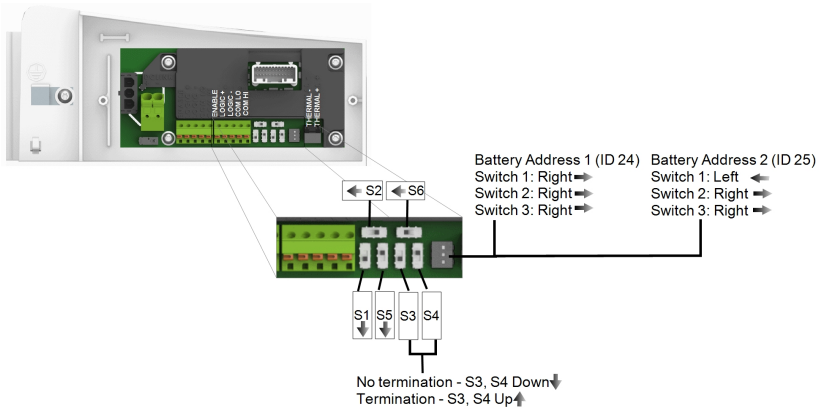 ENABLE
LOGIC +
LOGIC -
COM LO
COM HI
THERMAL -
THERMAL +
S2
S6
S1
S5
S3
S4
Battery Address 1 (ID 24)
Switch 1: Right
Switch 2: Right
Switch 3: Right
Battery Address 2 (ID 25)
Switch 1: Left
Switch 2: Right
Switch 3: Right
No termination - S3, S4 Down
Termination - S3, S4 Up